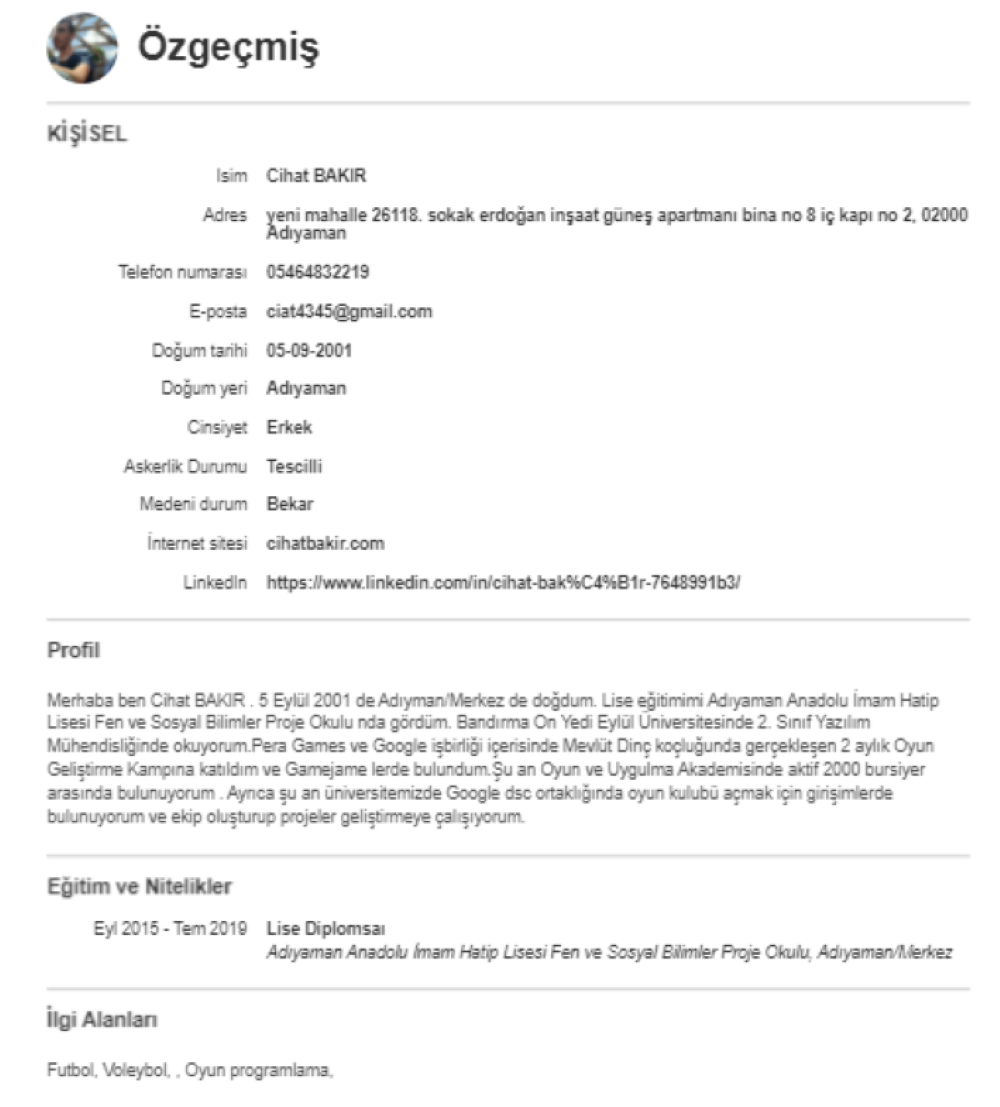 Özgeçmiş
KİŞİSEL
Isim Cihat BAKIR
Adres yeni mahalle 26118. sokak erdoğan inşaat güneş apartmanı bina no 8 iç kapı no 2, 02000
Adıyaman
Telefon numarası 05464832219
E-posta ciat4345@gmail.com
Doğum tarihi 05-09-2001
Doğum yeri Adıyaman
Cinsiyet Erkek
Askerlik Durumu Tescilli
Medeni durum Bekar
İnternet sitesi cihatbakir.com
LinkedIn https://www.linkedin.com/in/cihat-bak%C4%B1r-7648991b3/
Profil
Merhaba ben Cihat BAKIR . 5 Eylül 2001 de Adıyman/Merkez de doğdum. Lise eğitimimi Adıyaman Anadolu İmam Hatip
Lisesi Fen ve Sosyal Bilimler Proje Okulu nda gördüm. Bandırma On Yedi Eylül Üniversitesinde 2. Sınıf Yazılım
Mühendisliğinde okuyorum.Pera Games ve Google işbirliği içerisinde Mevlüt Dinç koçluğunda gerçekleşen 2 aylık Oyun
Geliştirme Kampına katıldım ve Gamejame lerde bulundum.Şu an Oyun ve Uygulma Akademisinde aktif 2000 bursiyer
arasında bulunuyorum . Ayrıca şu an üniversitemizde Google dsc ortaklığında oyun kulubü açmak için girişimlerde
bulunuyorum ve ekip oluşturup projeler geliştirmeye çalışıyorum.
Eğitim ve Nitelikler
Eyl 2015 - Tem 2019 Lise Diplomsaı
Adıyaman Anadolu İmam Hatip Lisesi Fen ve Sosyal Bilimler Proje Okulu, Adıyaman/Merkez
İlgi Alanları
Futbol, Voleybol, , Oyun programlama,